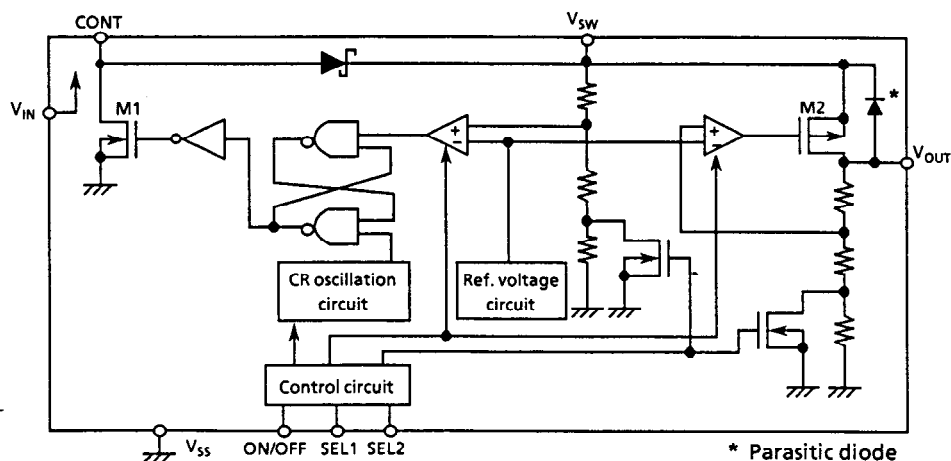 CONT
VSW
VIN
M1
+
−
+
−
M2
*
VOUT
CR oscillation
circuit
Ref. voltage
circuit
Control circuit
VSS
ON/OFF SEL1 SEL2
* Parasitic diode